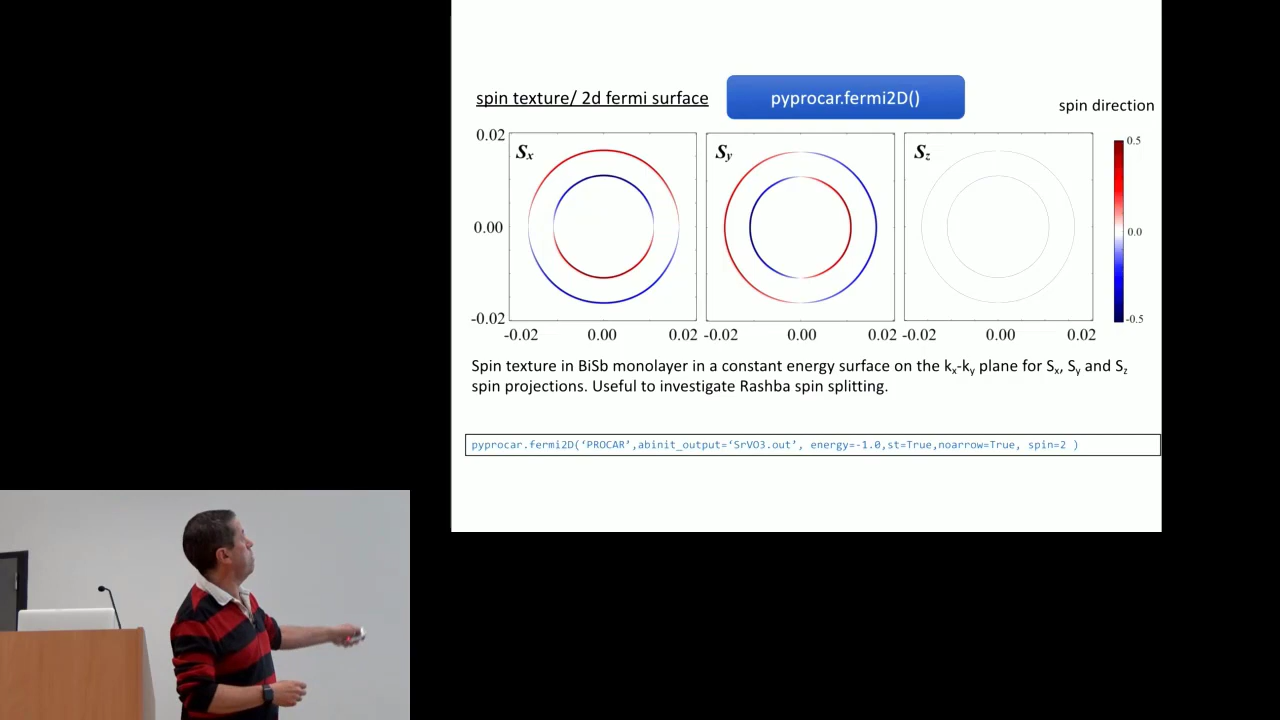 spin texture/ 2d fermi surface
pyprocar.fermi2D()
spin direction
0.02
0.00
-0.02
Sx
Sy
Sz
0.5
0.0
-0.5
-0.02 0.00 0.02 -0.02 0.00 0.02 -0.02 0.00 0.02
Spin texture in BiSb monolayer in a constant energy surface on the kx-ky plane for Sx, Sy and Sz
spin projections. Useful to investigate Rashba spin splitting.
pyprocar.fermi2D(‘PROCAR’,abinit_output=‘SrVO3.out’, energy=-1.0,st=True,noarrow=True, spin=2 )